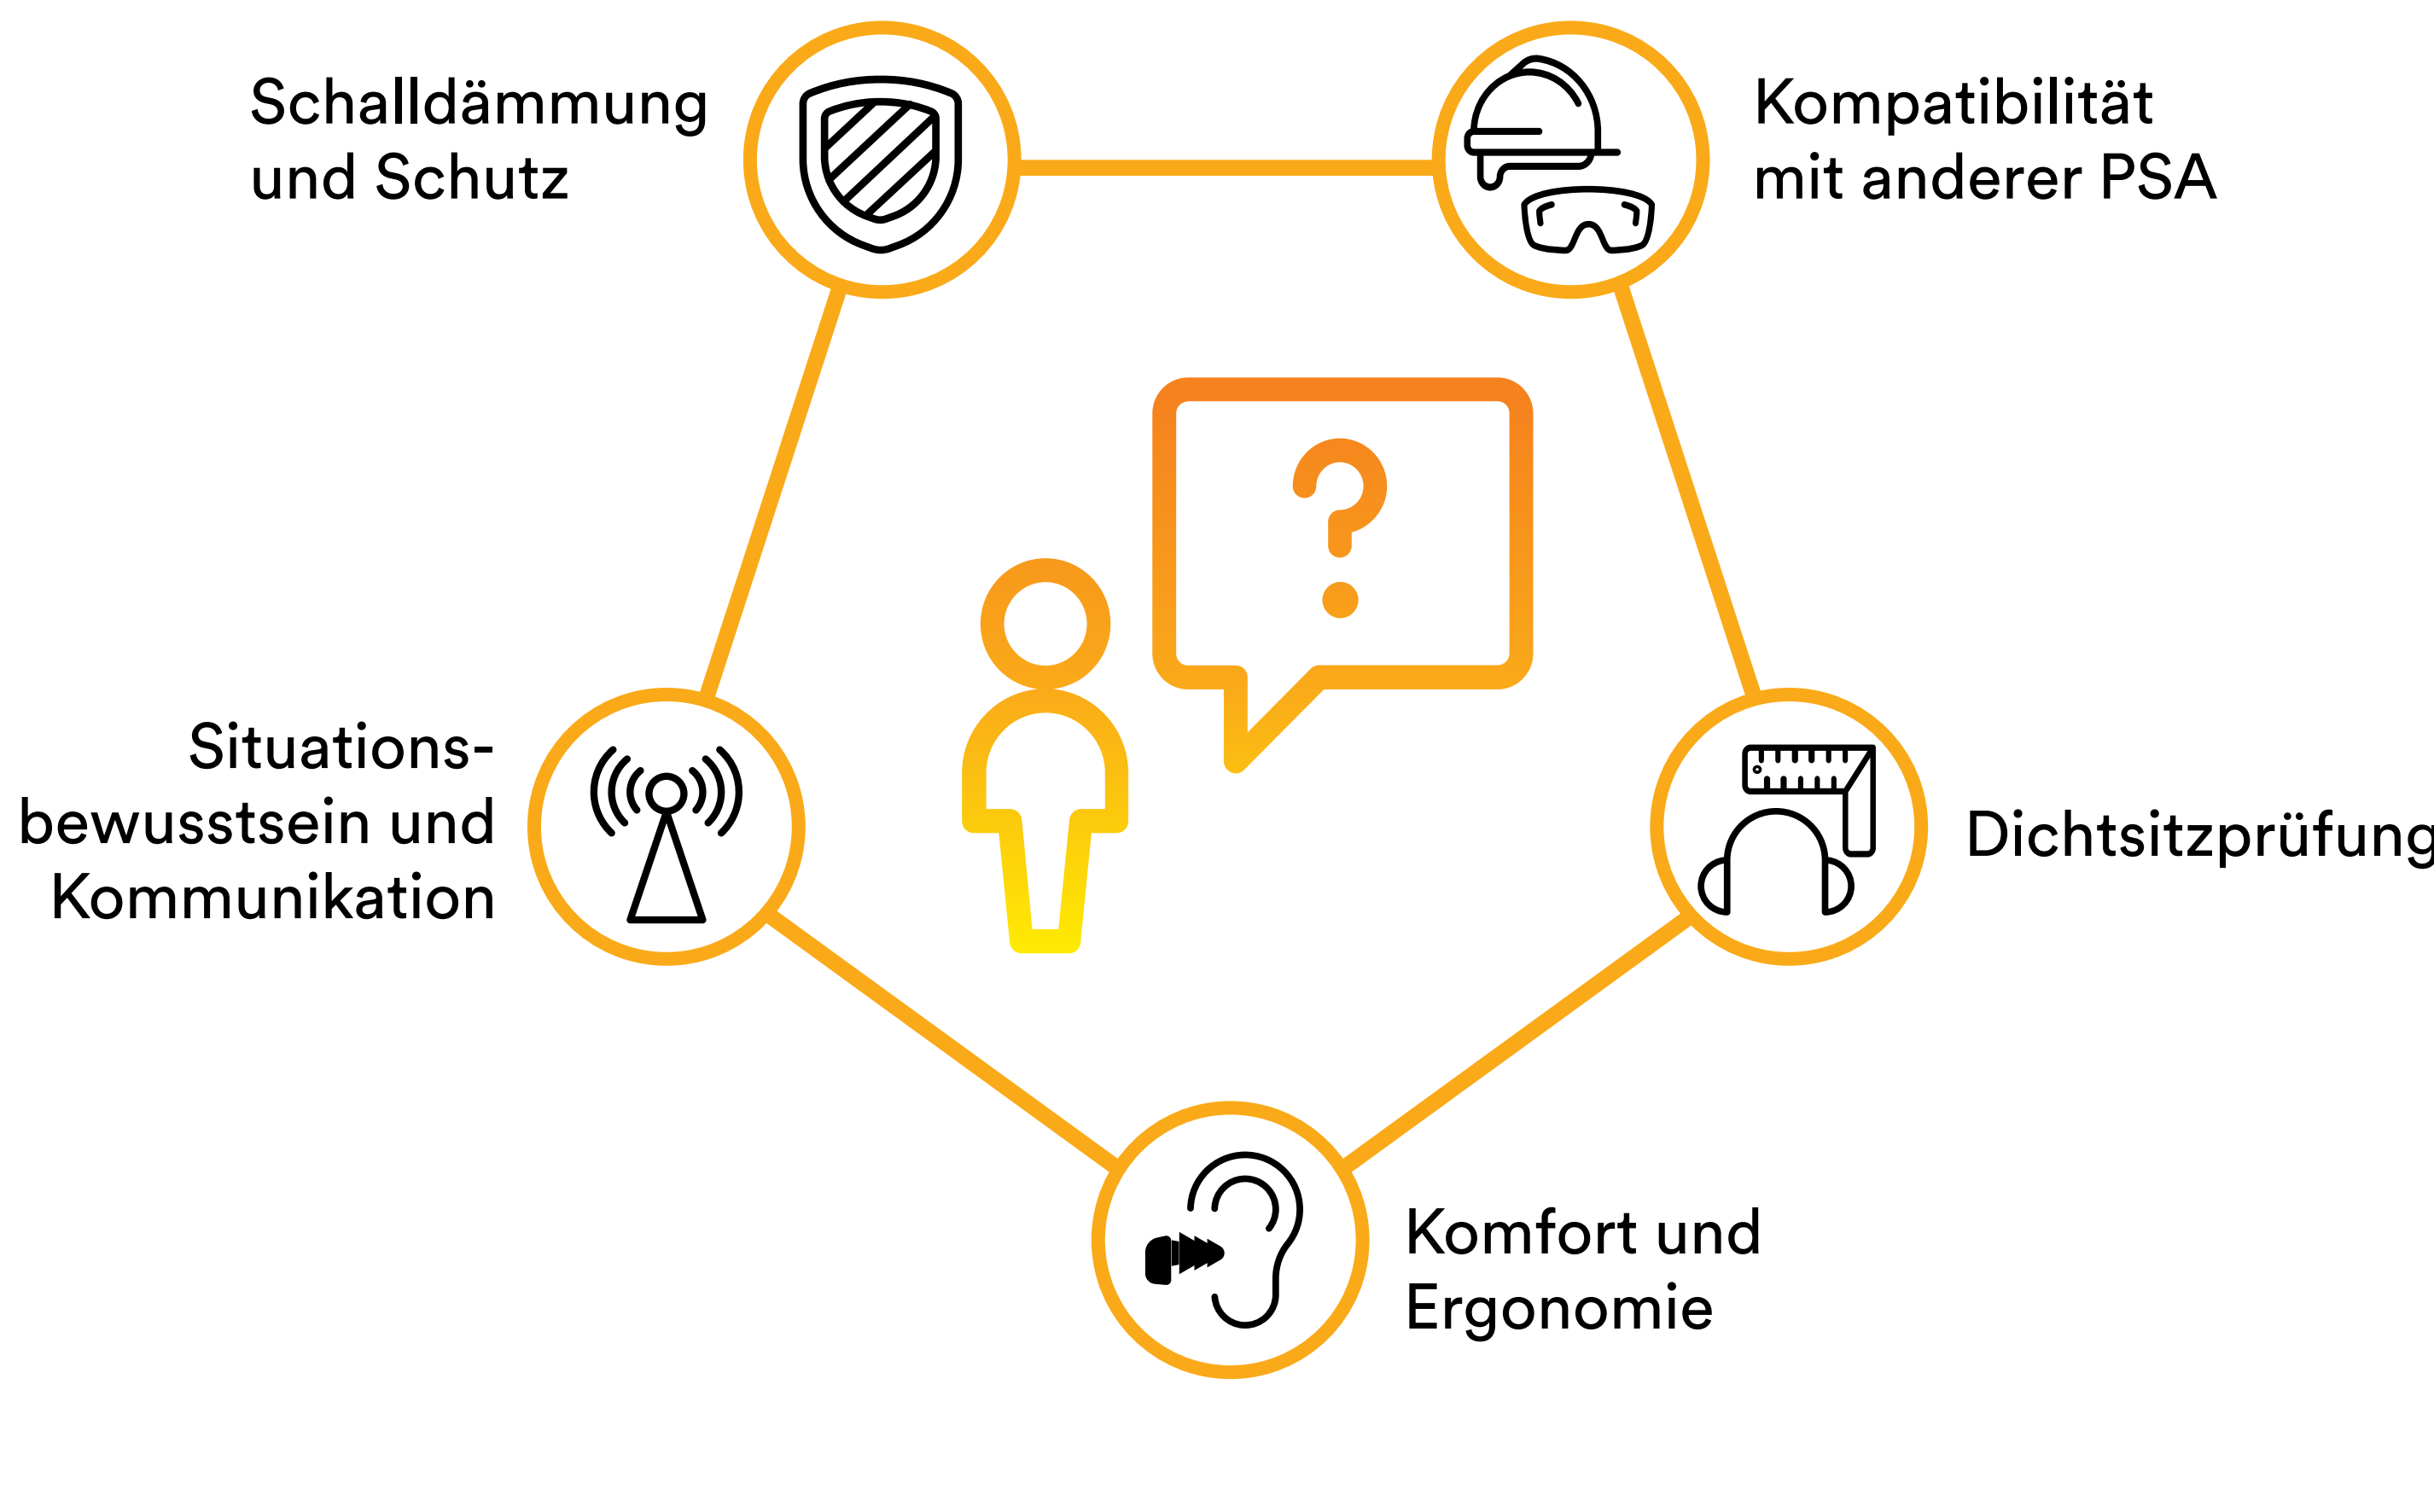 Schalldämmung
und Schutz
Kompatibilität
mit anderer PSA
?
Situations-
bewusstsein und
Kommunikation
Dichtsitzprüfung
Komfort und
Ergonomie